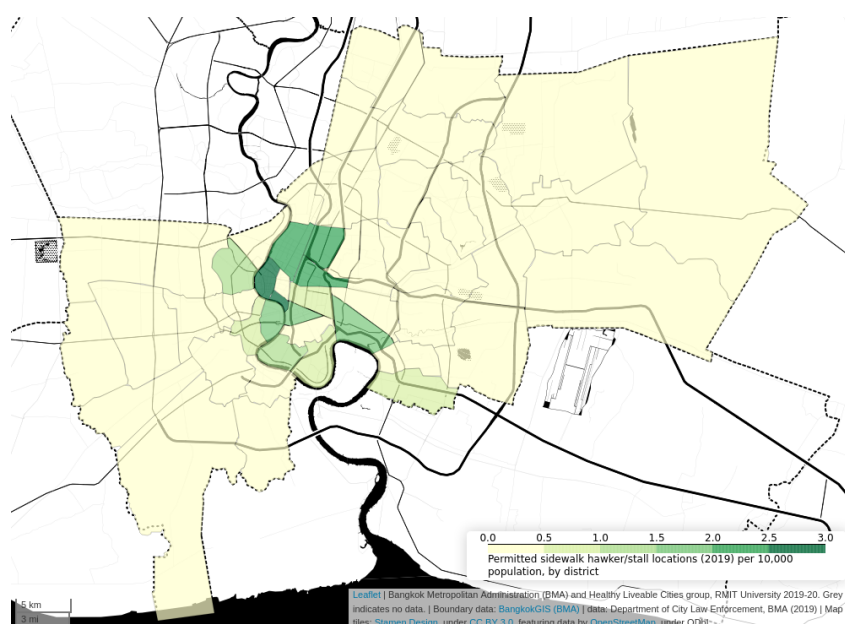 0.0 0.5 1.0 1.5 2.0 2.5 3.0
Permitted sidewalk hawker/stall locations (2019) per 10,000
population, by district
5 km
3 mi
Leaflet | Bangkok Metropolitan Administration (BMA) and Healthy Liveable Cities group, RMIT University 2019-20. Grey
indicates no data. | Boundary data: BangkokGIS (BMA) | data: Department of City Law Enforcement, BMA (2019) | Map
tiles: Stamen Design, under CC BY 3.0, featuring data by OpenStreetMap, under ODbL